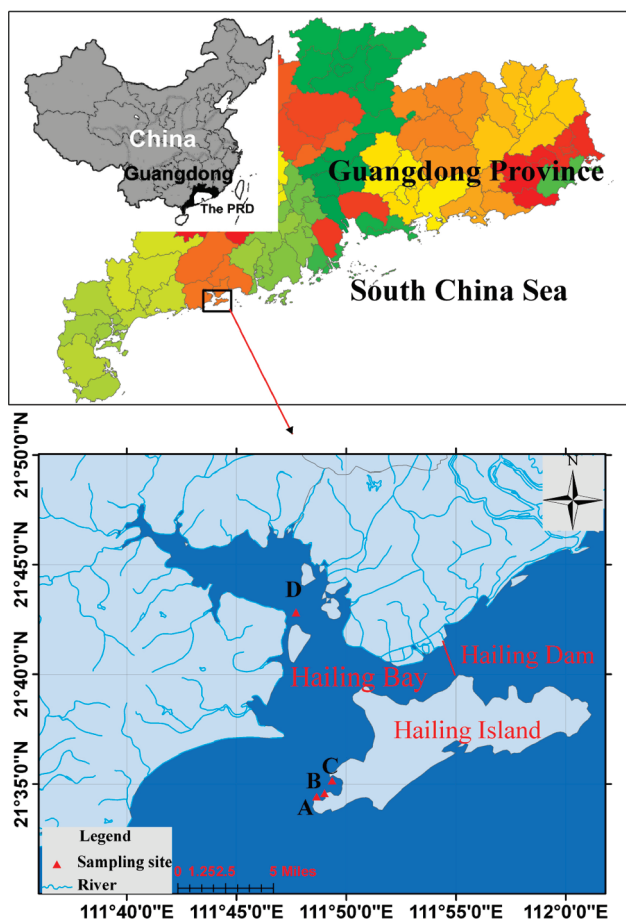 China
Guangdong
The PRD
Guangdong Province
South China Sea
21°50'0"N
21°45'0"N
21°40'0"N
21°35'0"N
N
D
Hailing Dam
Hailing Bay
Hailing Island
C
B
A
Legend
Sampling site
River
0 1.252.5 5 Miles
111°40'0"E 111°45'0"E 111°50'0"E 111°55'0"E 112°0'0"E